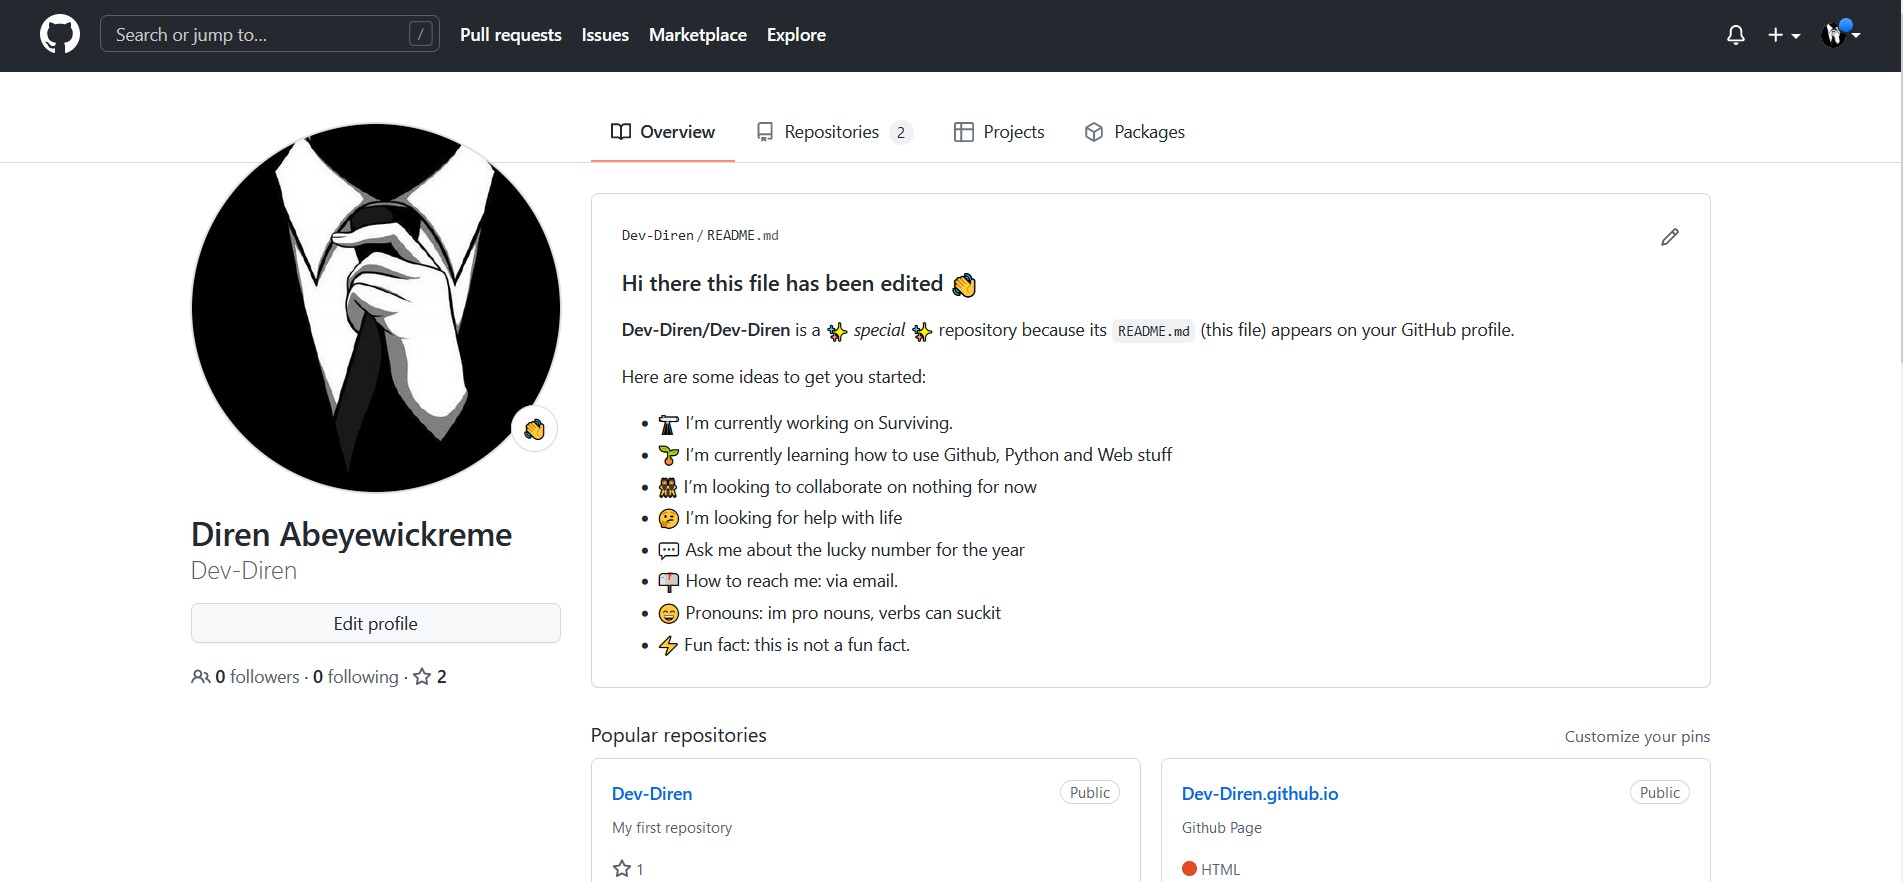 Search or jump to...
/
Pull requests
Issues
Marketplace
Explore
Overview
Repositories 2
Projects
Packages
Diren Abeyewickreme
Dev-Diren
Edit profile
0 followers · 0 following · 2
Dev-Diren / README.md
Hi there this file has been edited 👋
Dev-Diren/Dev-Diren is a ✨ special ✨ repository because its README.md (this file) appears on your GitHub profile.
Here are some ideas to get you started:
I’m currently working on Surviving.
🌱 I’m currently learning how to use Github, Python and Web stuff
👯 I’m looking to collaborate on nothing for now
🤔 I’m looking for help with life
💬 Ask me about the lucky number for the year
📫 How to reach me: via email.
😄 Pronouns: im pro nouns, verbs can suckit
⚡ Fun fact: this is not a fun fact.
Popular repositories
Customize your pins
Dev-Diren
Public
My first repository
1
Dev-Diren.github.io
Public
Github Page
HTML